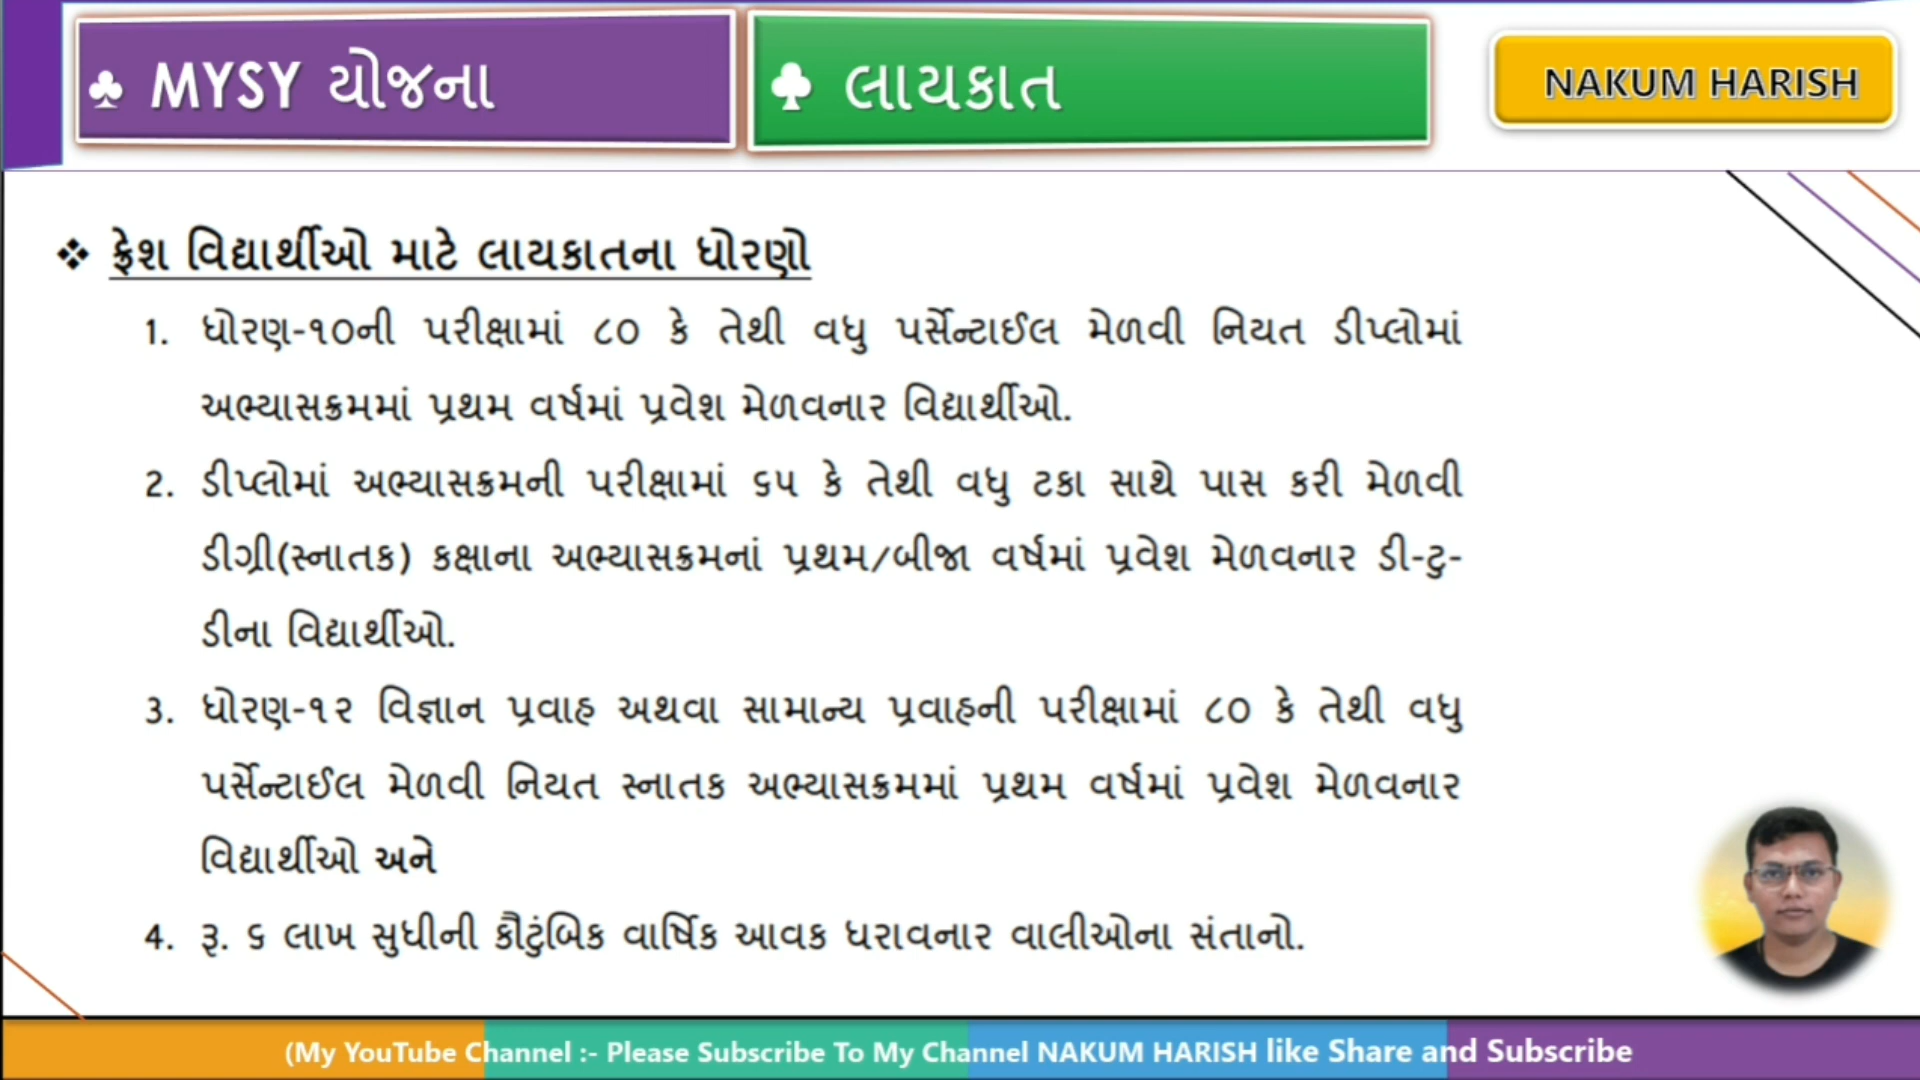 ♣ MYSY યોજના
♣ લાયકાત
NAKUM HARISH
❖ ફ્રેશ વિદ્યાર્થીઓ માટે લાયકાતના ધોરણો
1. ધોરણ-૧૦ની પરીક્ષામાં ૮૦ કે તેથી વધુ પર્સેન્ટાઈલ મેળવી નિયત ડીપ્લોમાં
અભ્યાસક્રમમાં પ્રથમ વર્ષમાં પ્રવેશ મેળવનાર વિદ્યાર્થીઓ.
2. ડીપ્લોમાં અભ્યાસક્રમની પરીક્ષામાં ૬૫ કે તેથી વધુ ટકા સાથે પાસ કરી મેળવી
ડીગ્રી(સ્નાતક) કક્ષાના અભ્યાસક્રમનાં પ્રથમ/બીજા વર્ષમાં પ્રવેશ મેળવનાર ડી-ટુ-
ડીના વિદ્યાર્થીઓ.
3. ધોરણ-૧૨ વિજ્ઞાન પ્રવાહ અથવા સામાન્ય પ્રવાહની પરીક્ષામાં ૮૦ કે તેથી વધુ
પર્સેન્ટાઈલ મેળવી નિયત સ્નાતક અભ્યાસક્રમમાં પ્રથમ વર્ષમાં પ્રવેશ મેળવનાર
વિદ્યાર્થીઓ અને
4. રૂ. ૬ લાખ સુધીની કૌટુંબિક વાર્ષિક આવક ધરાવનાર વાલીઓના સંતાનો.
(My YouTube Channel :- Please Subscribe To My Channel NAKUM HARISH like Share and Subscribe